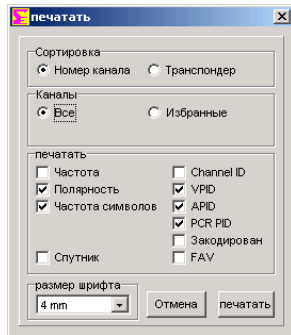 печатать
Сортировка
Номер канала Транспондер
Каналы
Все Избранные
печатать
Частота Channel ID
Полярность VPID
Частота символов APID
PCR PID
Закодирован
Спутник FAV
размер шрифта
4 mm Отмена печатать